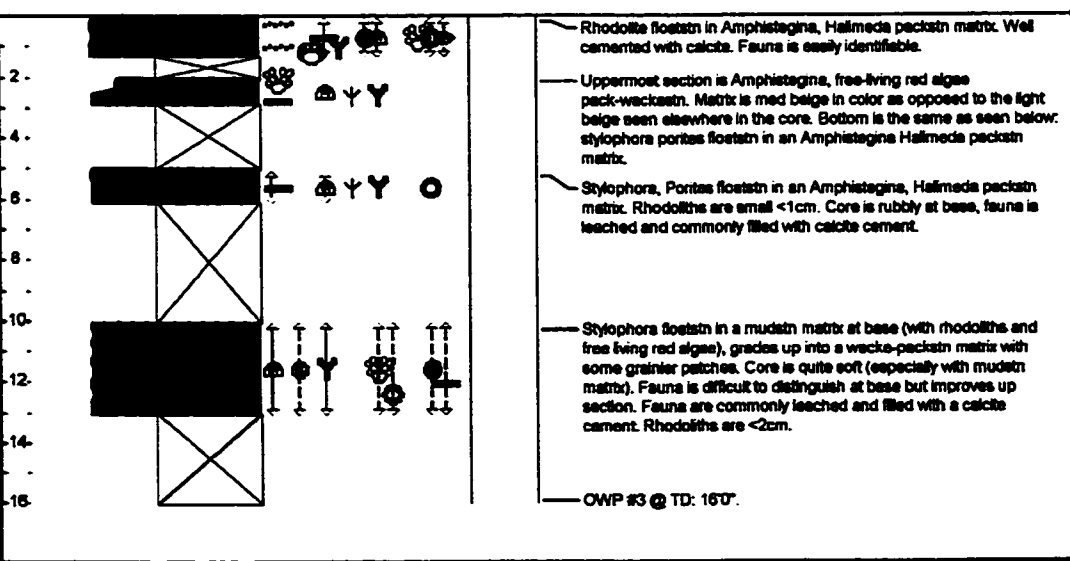 Rhodolite floatstn in Amphistegina, Halimeda packstn matrix. Well
cemented with calcite. Fauna is easily identifiable.
2
Uppermost section is Amphistegina, free-living red algae
pack-wackestn. Matrix is med beige in color as opposed to the light
beige seen elsewhere in the core. Bottom is the same as seen below:
stylophora porites floatstn in an Amphistegina Halimeda packstn
matrix.
4
Stylophora, Porites floatstn in an Amphistegina, Halimeda packstn
matrix. Rhodoliths are small <1cm. Core is rubbly at base, fauna is
leached and commonly filled with calcite cement.
6
8
10
Stylophora floatstn in a mudstn matrix at base (with rhodoliths and
free living red algae), grades up into a wacke-packstn matrix with
some grainier patches. Core is quite soft (especially with mudstn
matrix). Fauna is difficult to distinguish at base but improves up
section. Fauna are commonly leached and filled with a calcite
cement. Rhodoliths are <2cm.
12
14
16
OWP #3 @ TD: 16'0".